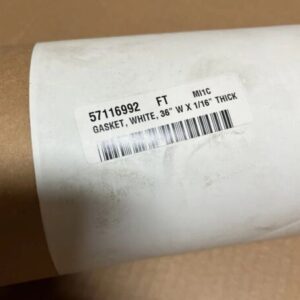 57116992 FT MI1C
GASKET, WHITE, 36" W X 1/16" THICK